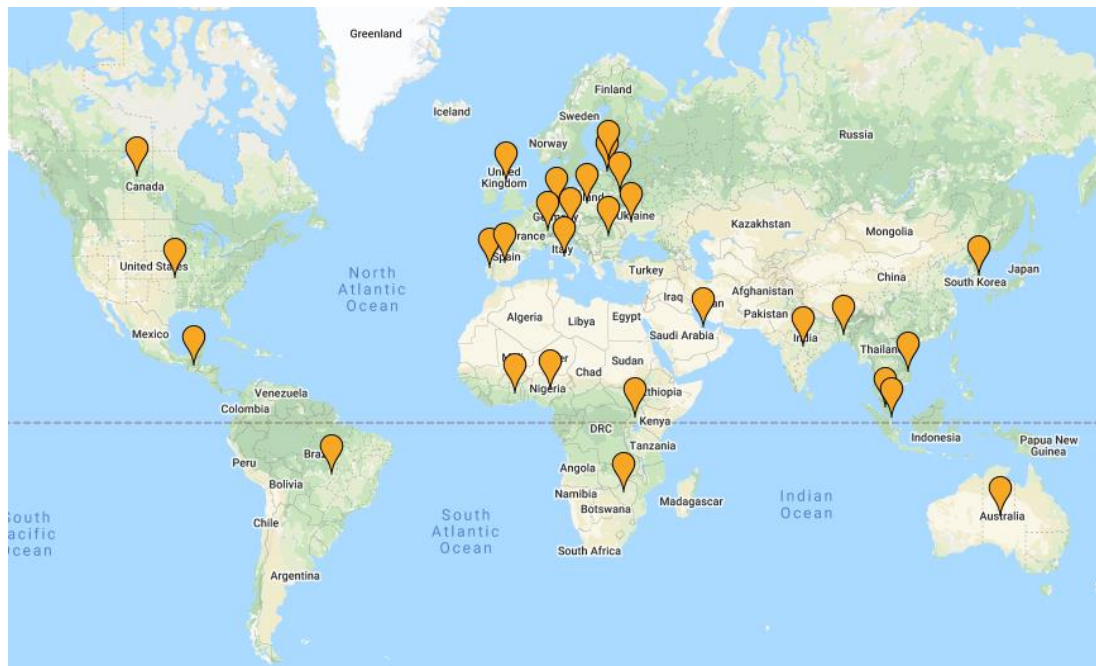 Greenland
Iceland
Finland
Sweden
Norway
Russia
Canada
United
Kingdom
Ukraine
France
Spain
Italy
Kazakhstan
Mongolia
United States
North
Atlantic
Ocean
Turkey
China
Japan
South Korea
Iraq
Afghanistan
Pakistan
Algeria
Libya
Egypt
Saudi Arabia
India
Mexico
Thailand
Sudan
Chad
Nigeria
Ethiopia
Venezuela
Colombia
Kenya
DRC
Indonesia
Papua New
Guinea
Tanzania
Peru
Brazil
Angola
Bolivia
Namibia
Botswana
Madagascar
Indian
Ocean
South
Atlantic
Ocean
Chile
Australia
South Africa
Argentina